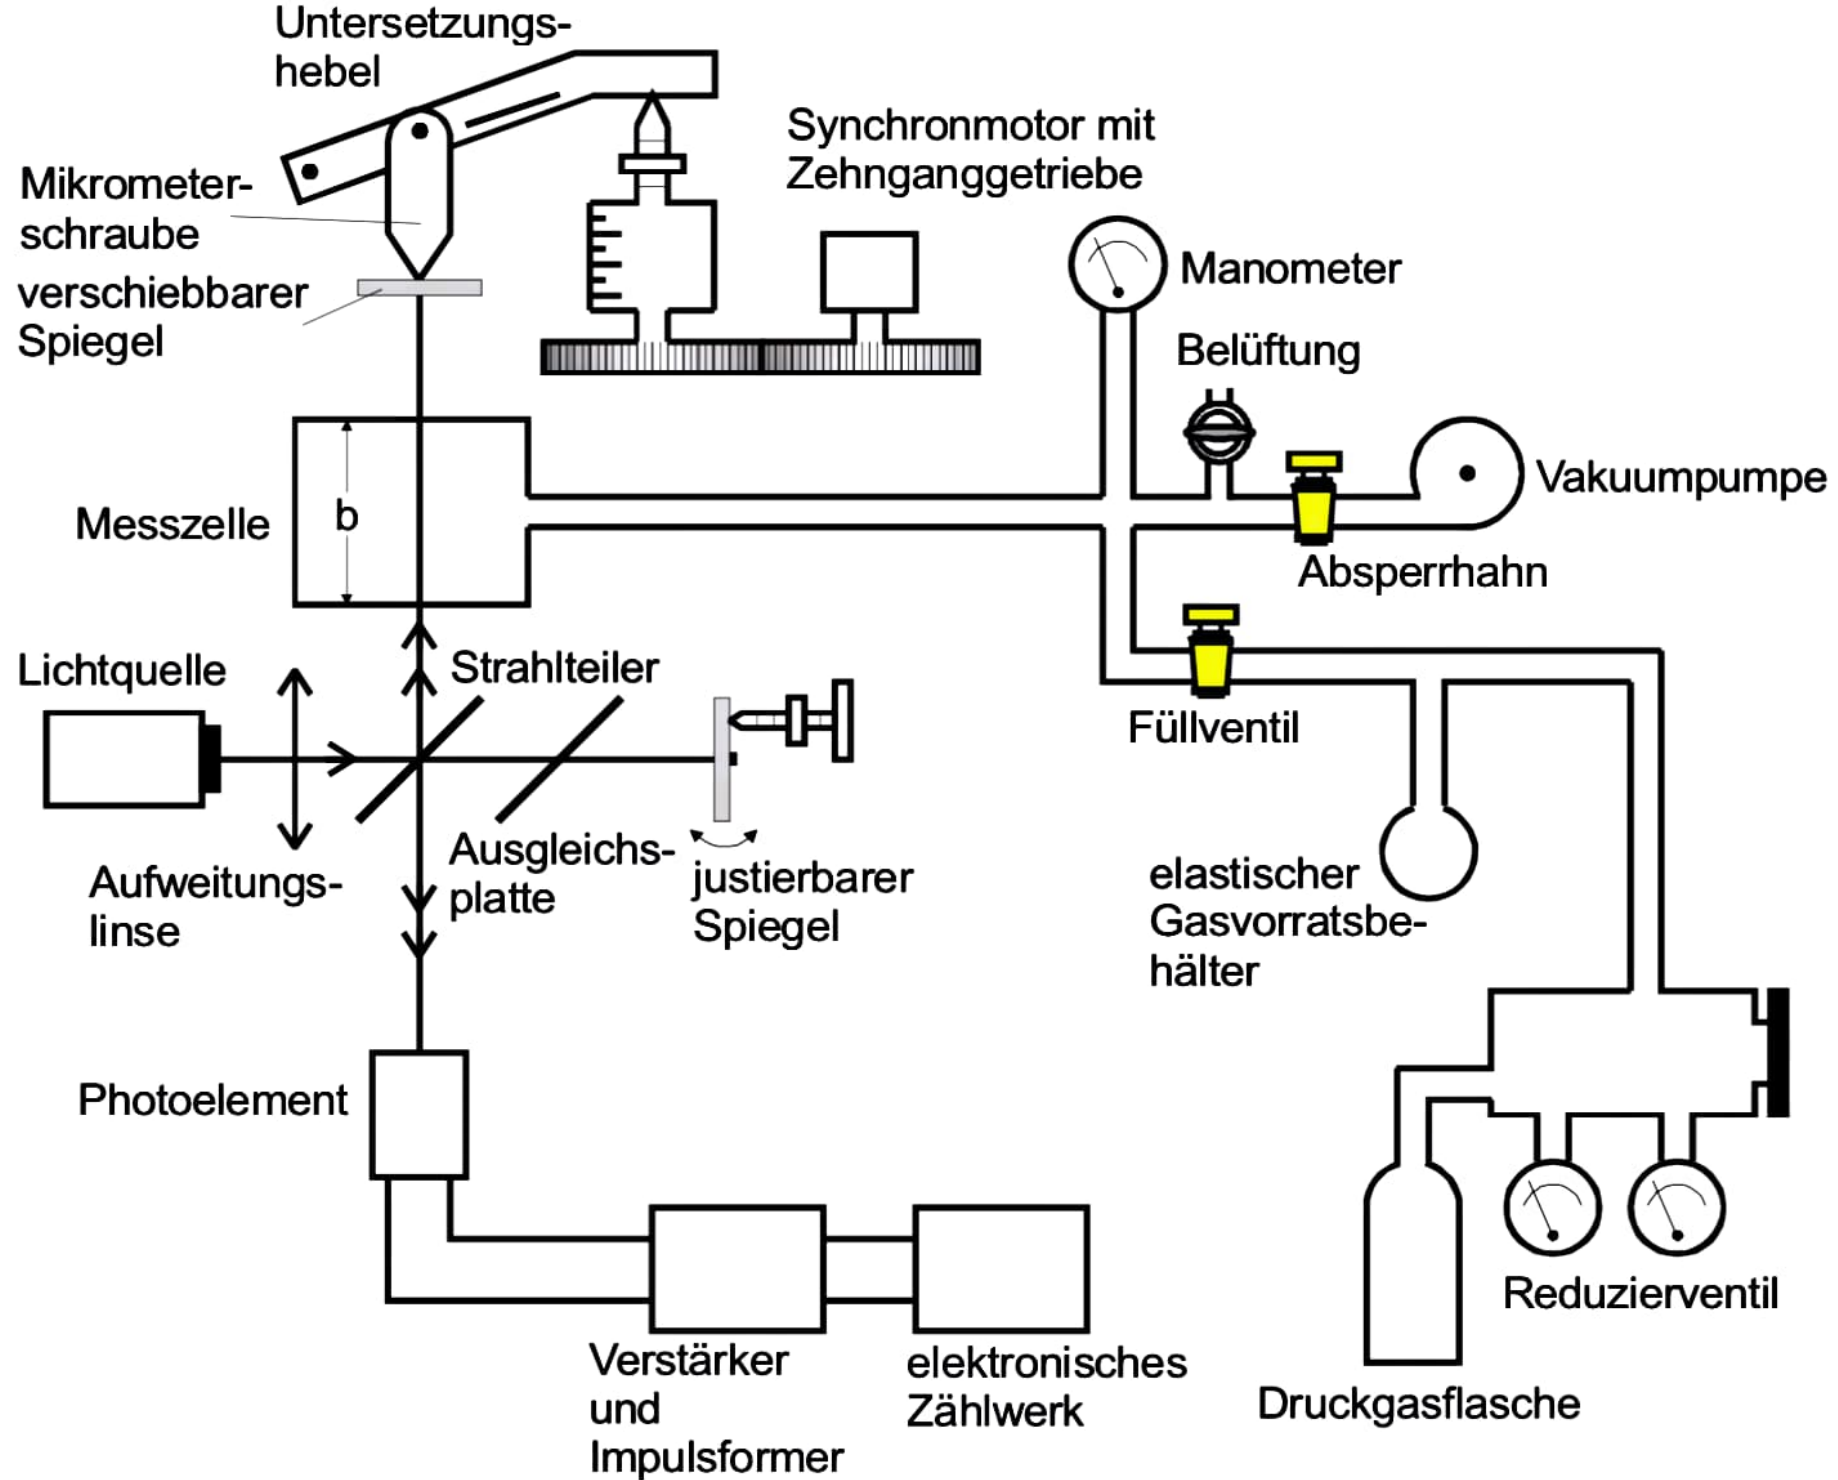 Untersetzungs-
hebel
Synchronmotor mit
Zehnganggetriebe
Mikrometer-
schraube
verschiebbarer
Spiegel
Manometer
Belüftung
Vakuumpumpe
Messzelle
b
Absperrhahn
Lichtquelle
Strahlteiler
Füllventil
Aufweitungs-
linse
Ausgleichs-
platte
justierbarer
Spiegel
elastischer
Gasvorratsbe-
hälter
Photoelement
Reduzierventil
Verstärker
und
Impulsformer
elektronisches
Zählwerk
Druckgasflasche